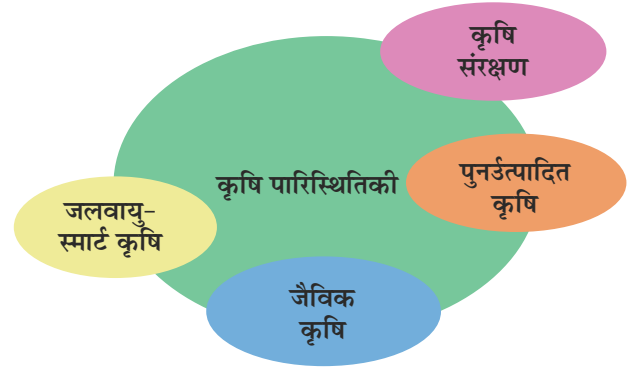 कृषि
संरक्षण
कृषि पारिस्थितिकी
पुनर्उत्पादित
कृषि
जलवायु-
स्मार्ट कृषि
जैविक
कृषि